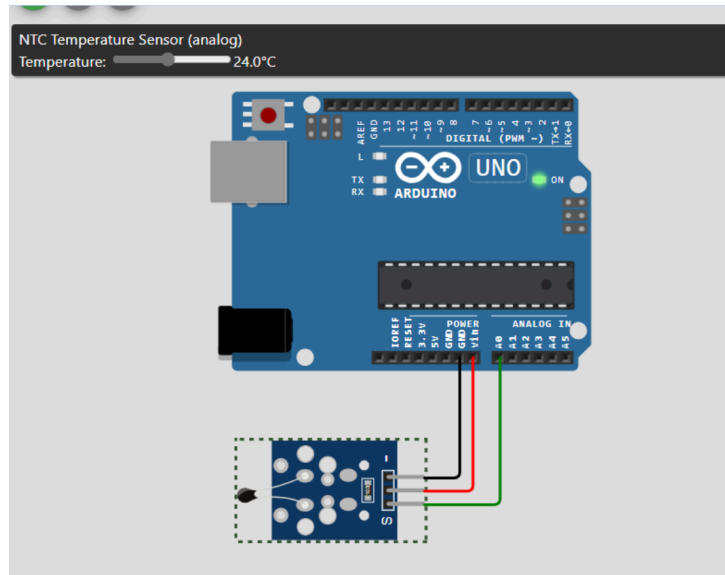 NTC Temperature Sensor (analog)
Temperature: 24.0°C
AREF
GND
13
12
~11
~10
~9
8
7
~6
~5
4
~3
2
TX→1
RX←0
DIGITAL (PWM ~)
L
TX
RX
ARDUINO
UNO
ON
POWER
ANALOG IN
IOREF
RESET
3.3V
5V
GND
GND
Vin
A0
A1
A2
A3
A4
A5
-
S